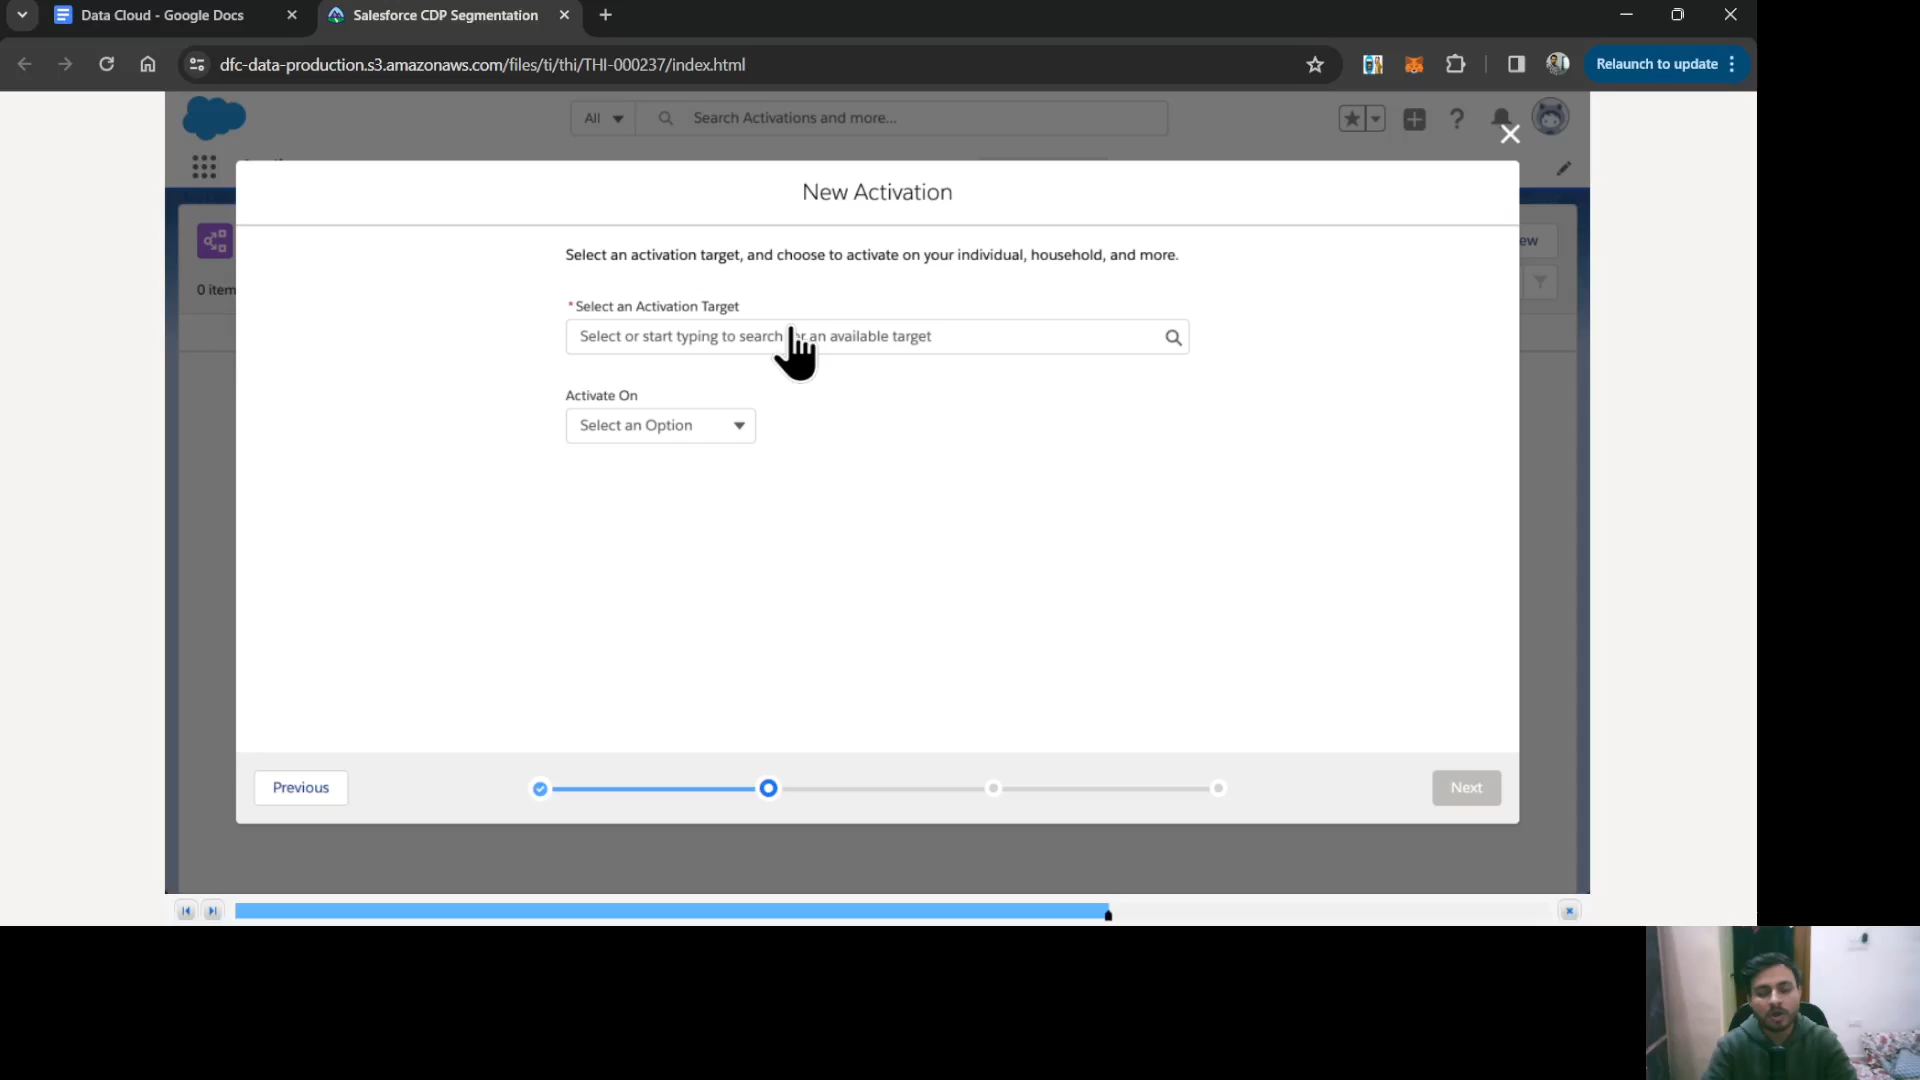 Data Cloud - Google Docs
Salesforce CDP Segmentation
dfc-data-production.s3.amazonaws.com/files/ti/thi/THI-000237/index.html
Relaunch to update
All
Search Activations and more...
New Activation
ew
Select an activation target, and choose to activate on your individual, household, and more.
0 item
* Select an Activation Target
Select or start typing to search or an available target
Activate On
Select an Option
Previous
Next